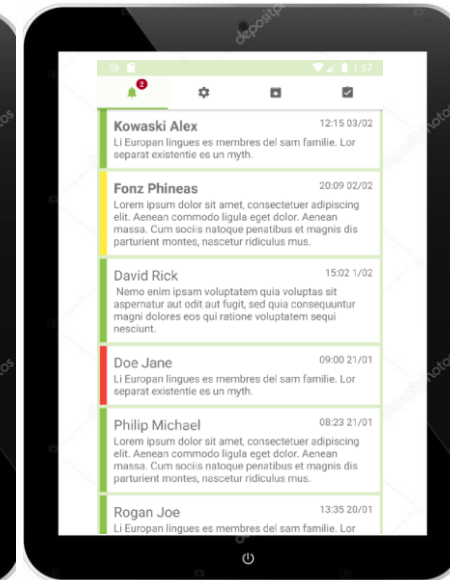 depositphotos
1:57
2
Kowaski Alex
12:15 03/02
Li Europan lingues es membres del sam familie. Lor
separat existentie es un myth.
Fonz Phineas
20:09 02/02
Lorem ipsum dolor sit amet, consectetuer adipiscing
elit. Aenean commodo ligula eget dolor. Aenean
massa. Cum sociis natoque penatibus et magnis dis
parturient montes, nascetur ridiculus mus.
David Rick
15:02 1/02
Nemo enim ipsam voluptatem quia voluptas sit
aspernatur aut odit aut fugit, sed quia consequuntur
magni dolores eos qui ratione voluptatem sequi
nesciunt.
Doe Jane
09:00 21/01
Li Europan lingues es membres del sam familie. Lor
separat existentie es un myth.
Philip Michael
08:23 21/01
Lorem ipsum dolor sit amet, consectetuer adipiscing
elit. Aenean commodo ligula eget dolor. Aenean
massa. Cum sociis natoque penatibus et magnis dis
parturient montes, nascetur ridiculus mus.
Rogan Joe
13:35 20/01
Li Europan lingues es membres del sam familie. Lor